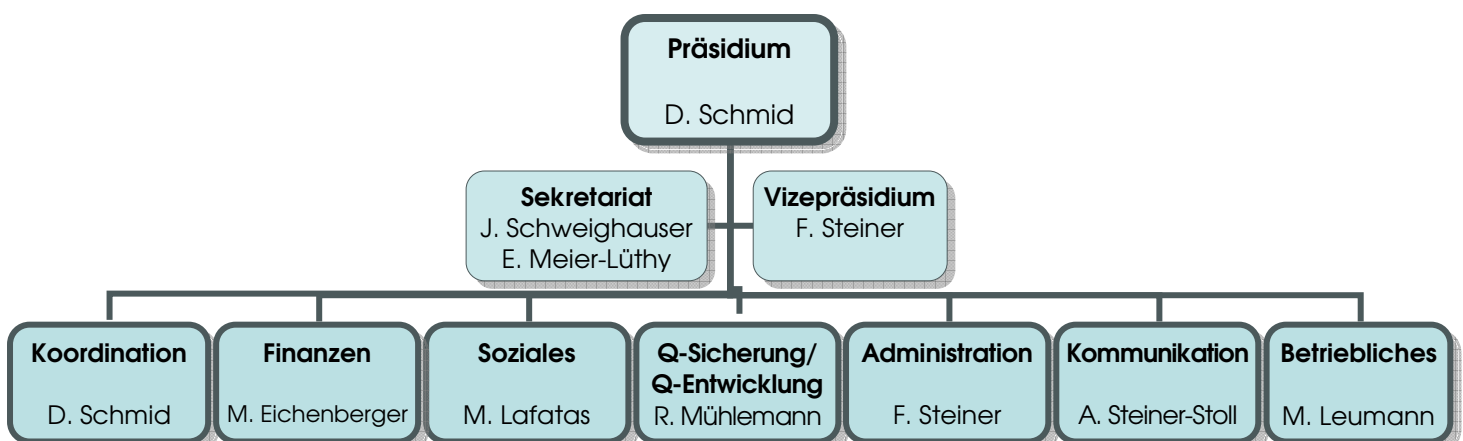 Präsidium
D. Schmid
Sekretariat
J. Schweighauser
E. Meier-Lüthy
Vizepräsidium
F. Steiner
Koordination
D. Schmid
Finanzen
M. Eichenberger
Soziales
M. Lafatas
Q-Sicherung/
Q-Entwicklung
R. Mühlemann
Administration
F. Steiner
Kommunikation
A. Steiner-Stoll
Betriebliches
M. Leumann